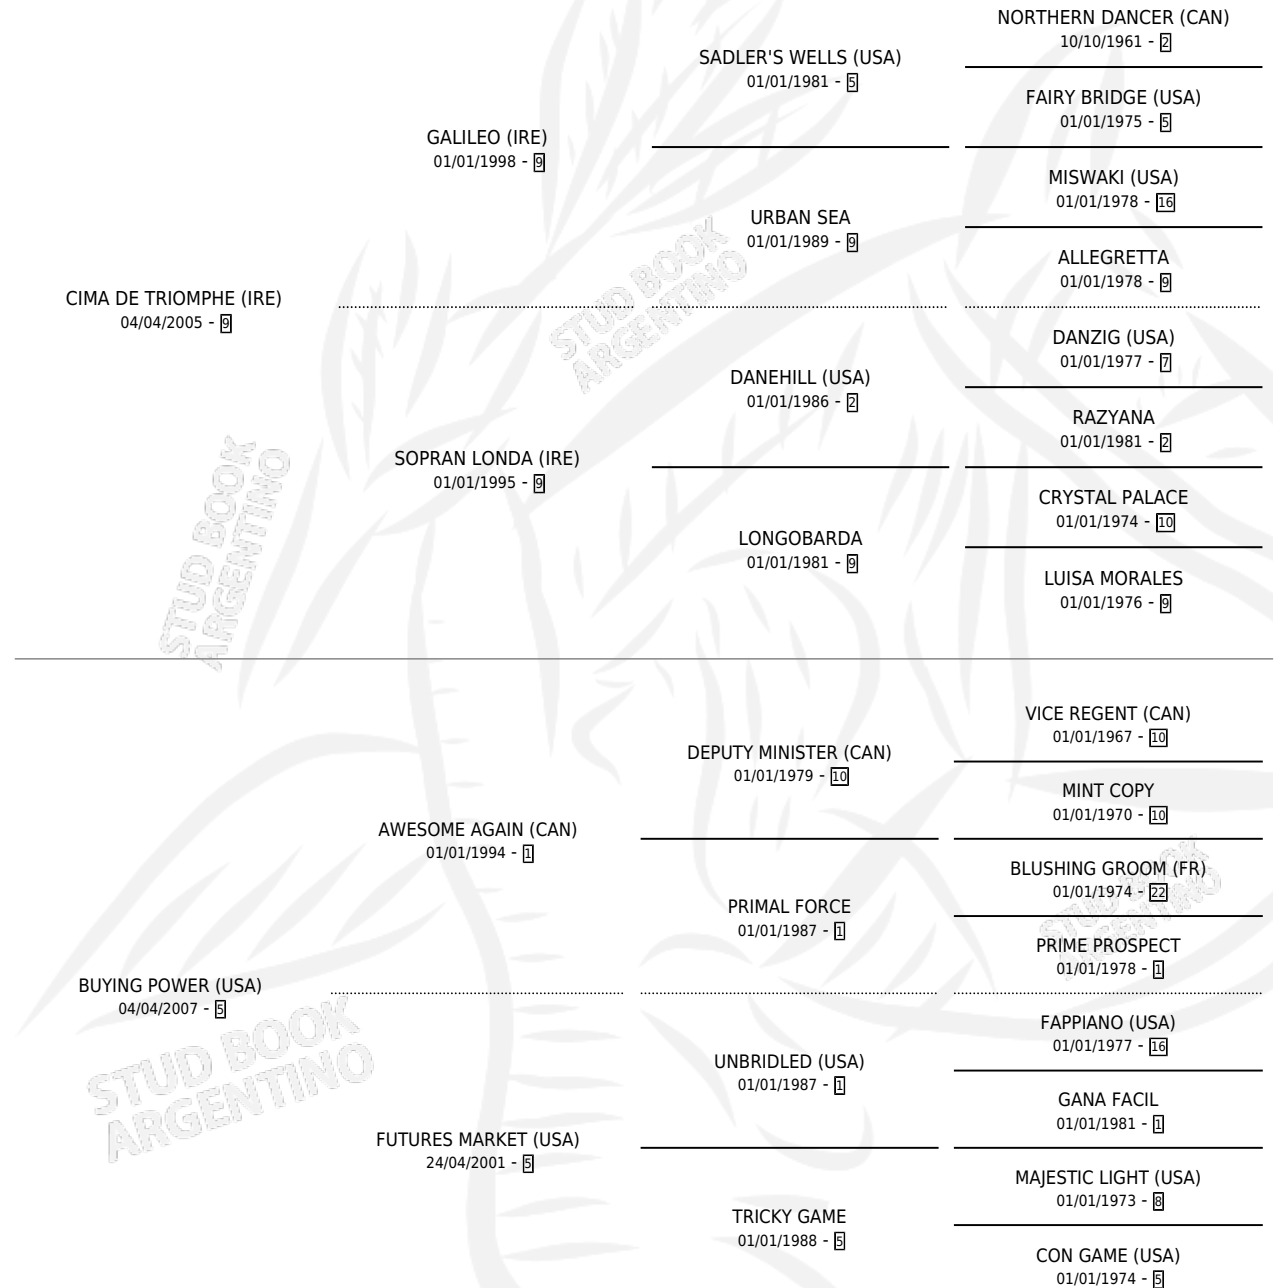 NORTHERN DANCER (CAN)
10/10/1961 - 2
SADLER'S WELLS (USA)
01/01/1981 - 5
FAIRY BRIDGE (USA)
01/01/1975 - 5
GALILEO (IRE)
01/01/1998 - 9
MISWAKI (USA)
01/01/1978 - 16
URBAN SEA
01/01/1989 - 9
ALLEGRETTA
01/01/1978 - 9
CIMA DE TRIOMPHE (IRE)
04/04/2005 - 9
DANZIG (USA)
01/01/1977 - 7
DANEHILL (USA)
01/01/1986 - 2
RAZYANA
01/01/1981 - 2
SOPRAN LONDA (IRE)
01/01/1995 - 9
CRYSTAL PALACE
01/01/1974 - 10
LONGOBARDA
01/01/1981 - 9
LUISA MORALES
01/01/1976 - 9
VICE REGENT (CAN)
01/01/1967 - 10
DEPUTY MINISTER (CAN)
01/01/1979 - 10
MINT COPY
01/01/1970 - 10
AWESOME AGAIN (CAN)
01/01/1994 - 1
BLUSHING GROOM (FR)
01/01/1974 - 22
PRIMAL FORCE
01/01/1987 - 1
PRIME PROSPECT
01/01/1978 - 1
BUYING POWER (USA)
04/04/2007 - 5
FAPPIANO (USA)
01/01/1977 - 16
UNBRIDLED (USA)
01/01/1987 - 1
GANA FACIL
01/01/1981 - 1
FUTURES MARKET (USA)
24/04/2001 - 5
MAJESTIC LIGHT (USA)
01/01/1973 - 8
TRICKY GAME
01/01/1988 - 5
CON GAME (USA)
01/01/1974 - 5
STUD BOOK
ARGENTINO
STUD BOOK
ARGENTINO
STUD BOOK
ARGENTINO
STUD BOOK
ARGENTINO